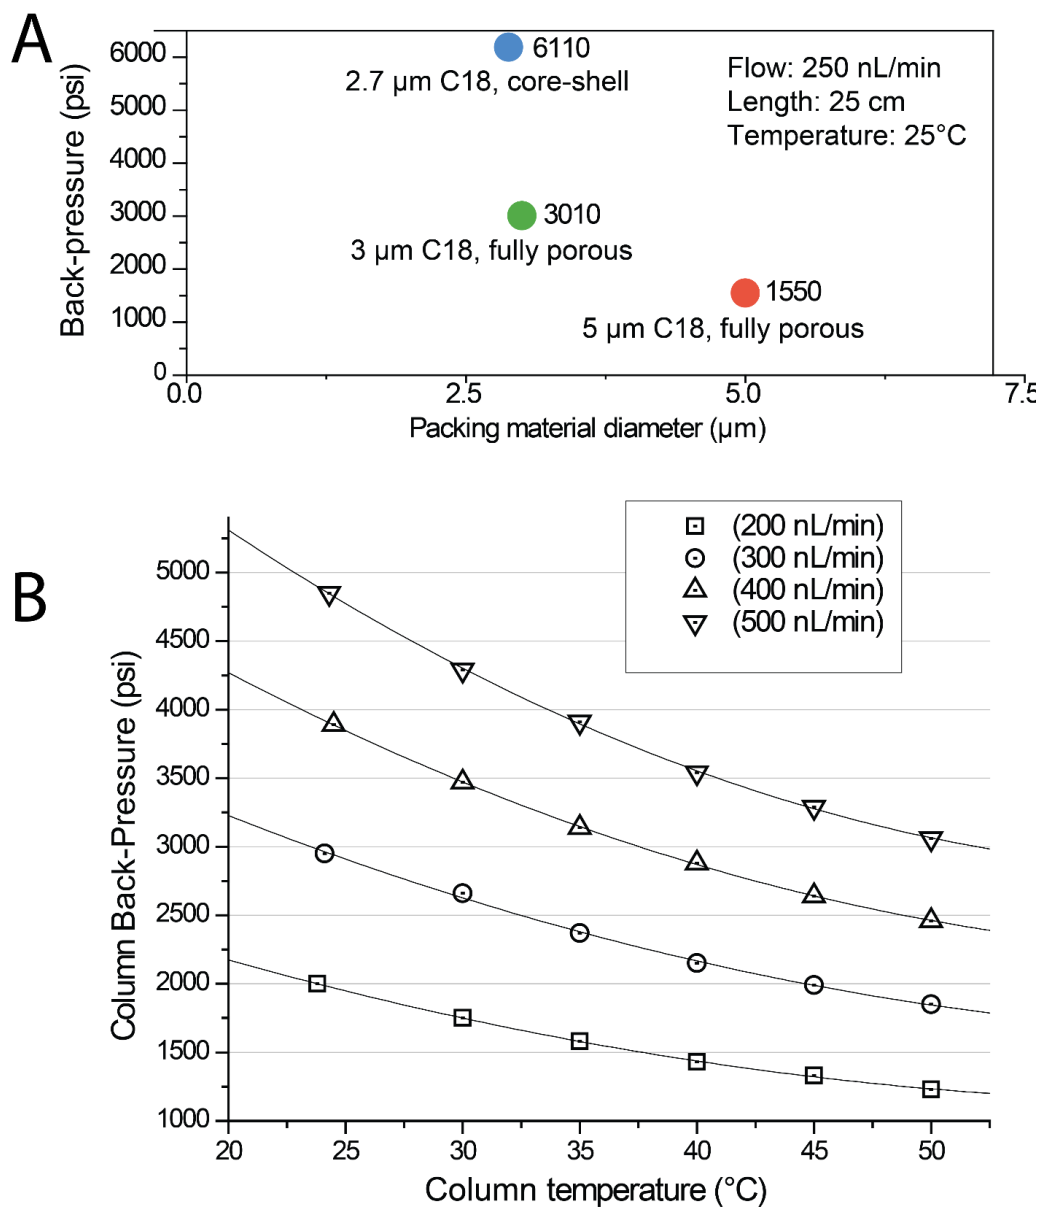 A
Back-pressure (psi)
6000
5000
4000
3000
2000
1000
0
6110
2.7 µm C18, core-shell
3010
3 µm C18, fully porous
1550
5 µm C18, fully porous
Flow: 250 nL/min
Length: 25 cm
Temperature: 25°C
0.0 2.5 5.0 7.5
Packing material diameter (µm)
B
Column Back-Pressure (psi)
(200 nL/min)
(300 nL/min)
(400 nL/min)
(500 nL/min)
5000
4500
4000
3500
3000
2500
2000
1500
1000
20 25 30 35 40 45 50
Column temperature (°C)